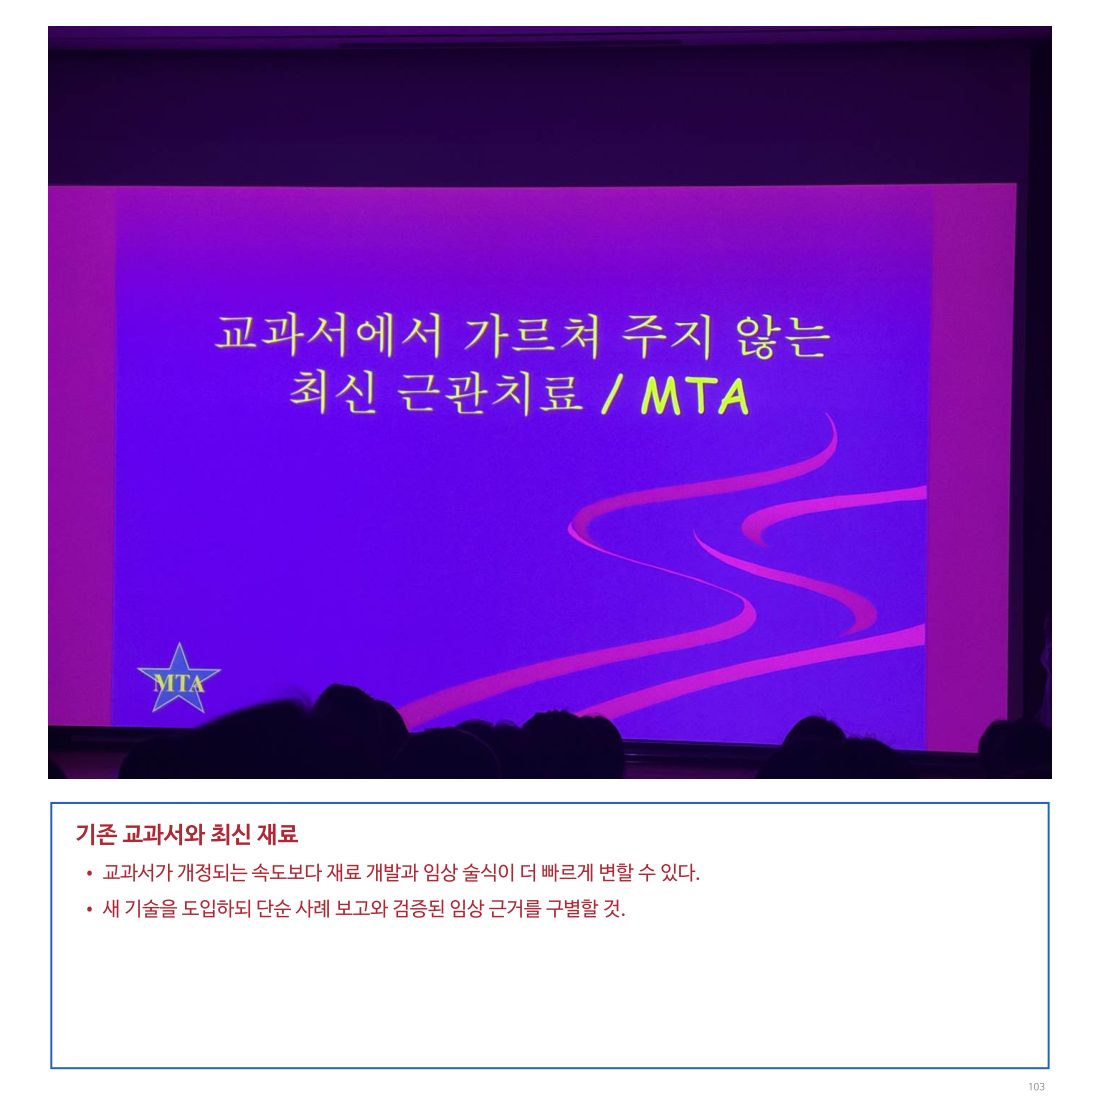 교과서에서 가르쳐 주지 않는
최신 근관치료 / MTA
MTA
기존 교과서와 최신 재료
• 교과서가 개정되는 속도보다 재료 개발과 임상 술식이 더 빠르게 변할 수 있다.
• 새 기술을 도입하되 단순 사례 보고와 검증된 임상 근거를 구별할 것.
103